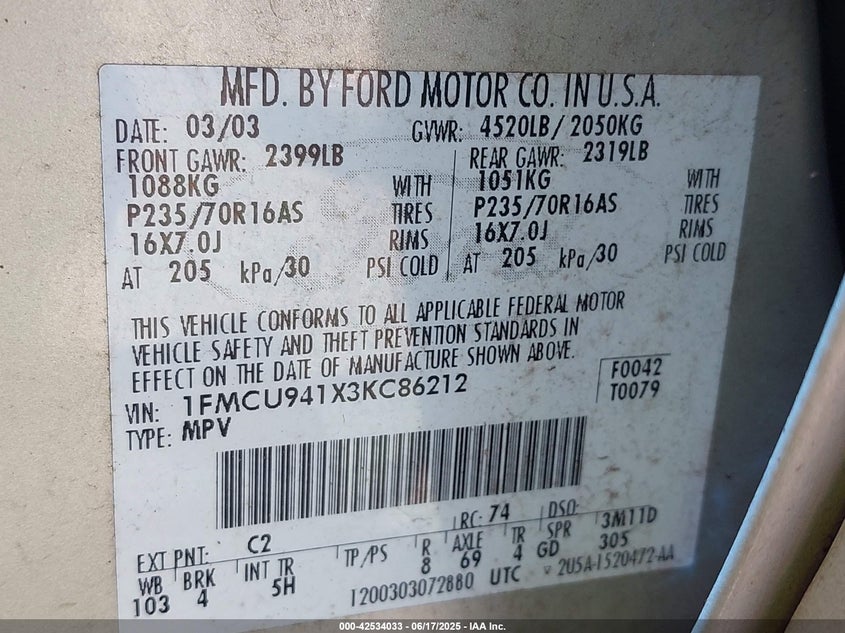 MFD. BY FORD MOTOR CO. IN U.S.A.
DATE: 03/03 GVWR: 4520LB/ 2050KG
FRONT GAWR: 2399LB REAR GAWR: 2319LB
1088KG WITH 1051KG WITH
P235/70R16AS TIRES P235/70R16AS TIRES
16X7.0J RIMS 16X7.0J RIMS
AT 205 kPa/30 PSI COLD AT 205 kPa/30 PSI COLD
THIS VEHICLE CONFORMS TO ALL APPLICABLE FEDERAL MOTOR
VEHICLE SAFETY AND THEFT PREVENTION STANDARDS IN
EFFECT ON THE DATE OF MANUFACTURE SHOWN ABOVE.
F0042
VIN: 1FMCU941X3KC86212 T0079
TYPE: MPV
RC: 74 DSO: 3M11D
EXT PNT: C2
WB BRK INT TR TP/PS R AXLE TR SPR 305
103 4 5H 8 69 4 GD
1200303072880 UTC 2U5A-1520472-AA
000-42534033 - 06/17/2025 - IAA Inc.